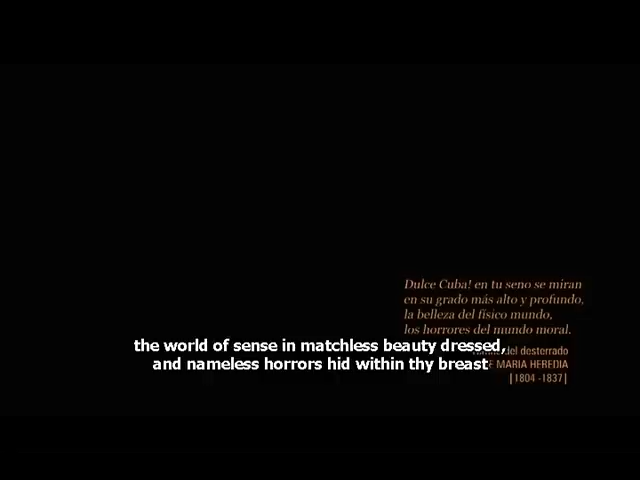 Dulce Cuba! en tu seno se miran
en su grado más alto y profundo,
la belleza del físico mundo,
los horrores del mundo moral.
the world of sense in matchless beauty dressed,
del desterrado
and nameless horrors hid within thy breast
MARIA HEREDIA
[1804 -1837]